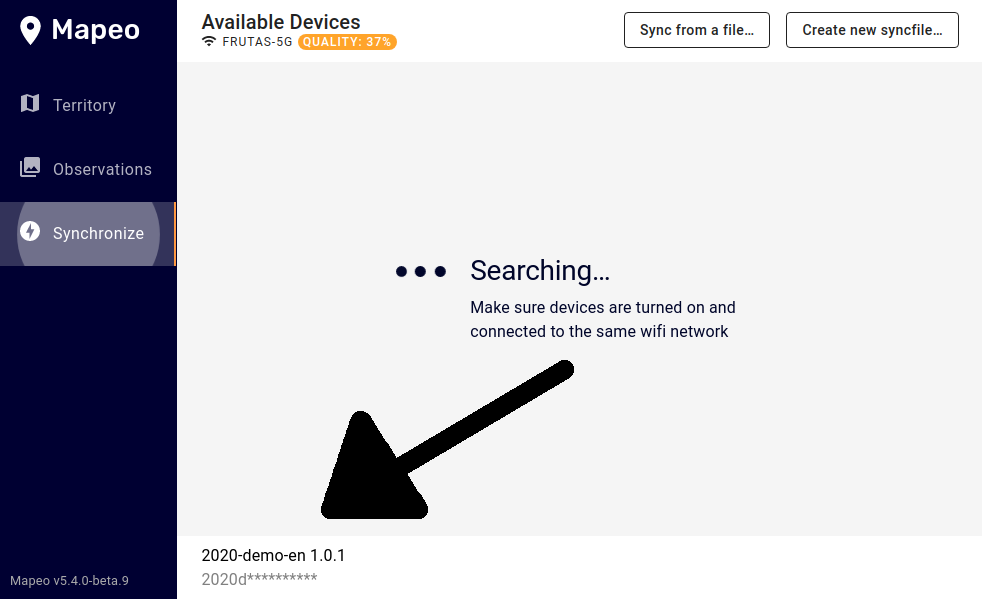 Mapeo
Available Devices
FRUTAS-5G QUALITY: 37%
Sync from a file…
Create new syncfile…
Territory
Observations
Synchronize
Searching…
Make sure devices are turned on and
connected to the same wifi network
2020-demo-en 1.0.1
2020d**********
Mapeo v5.4.0-beta.9